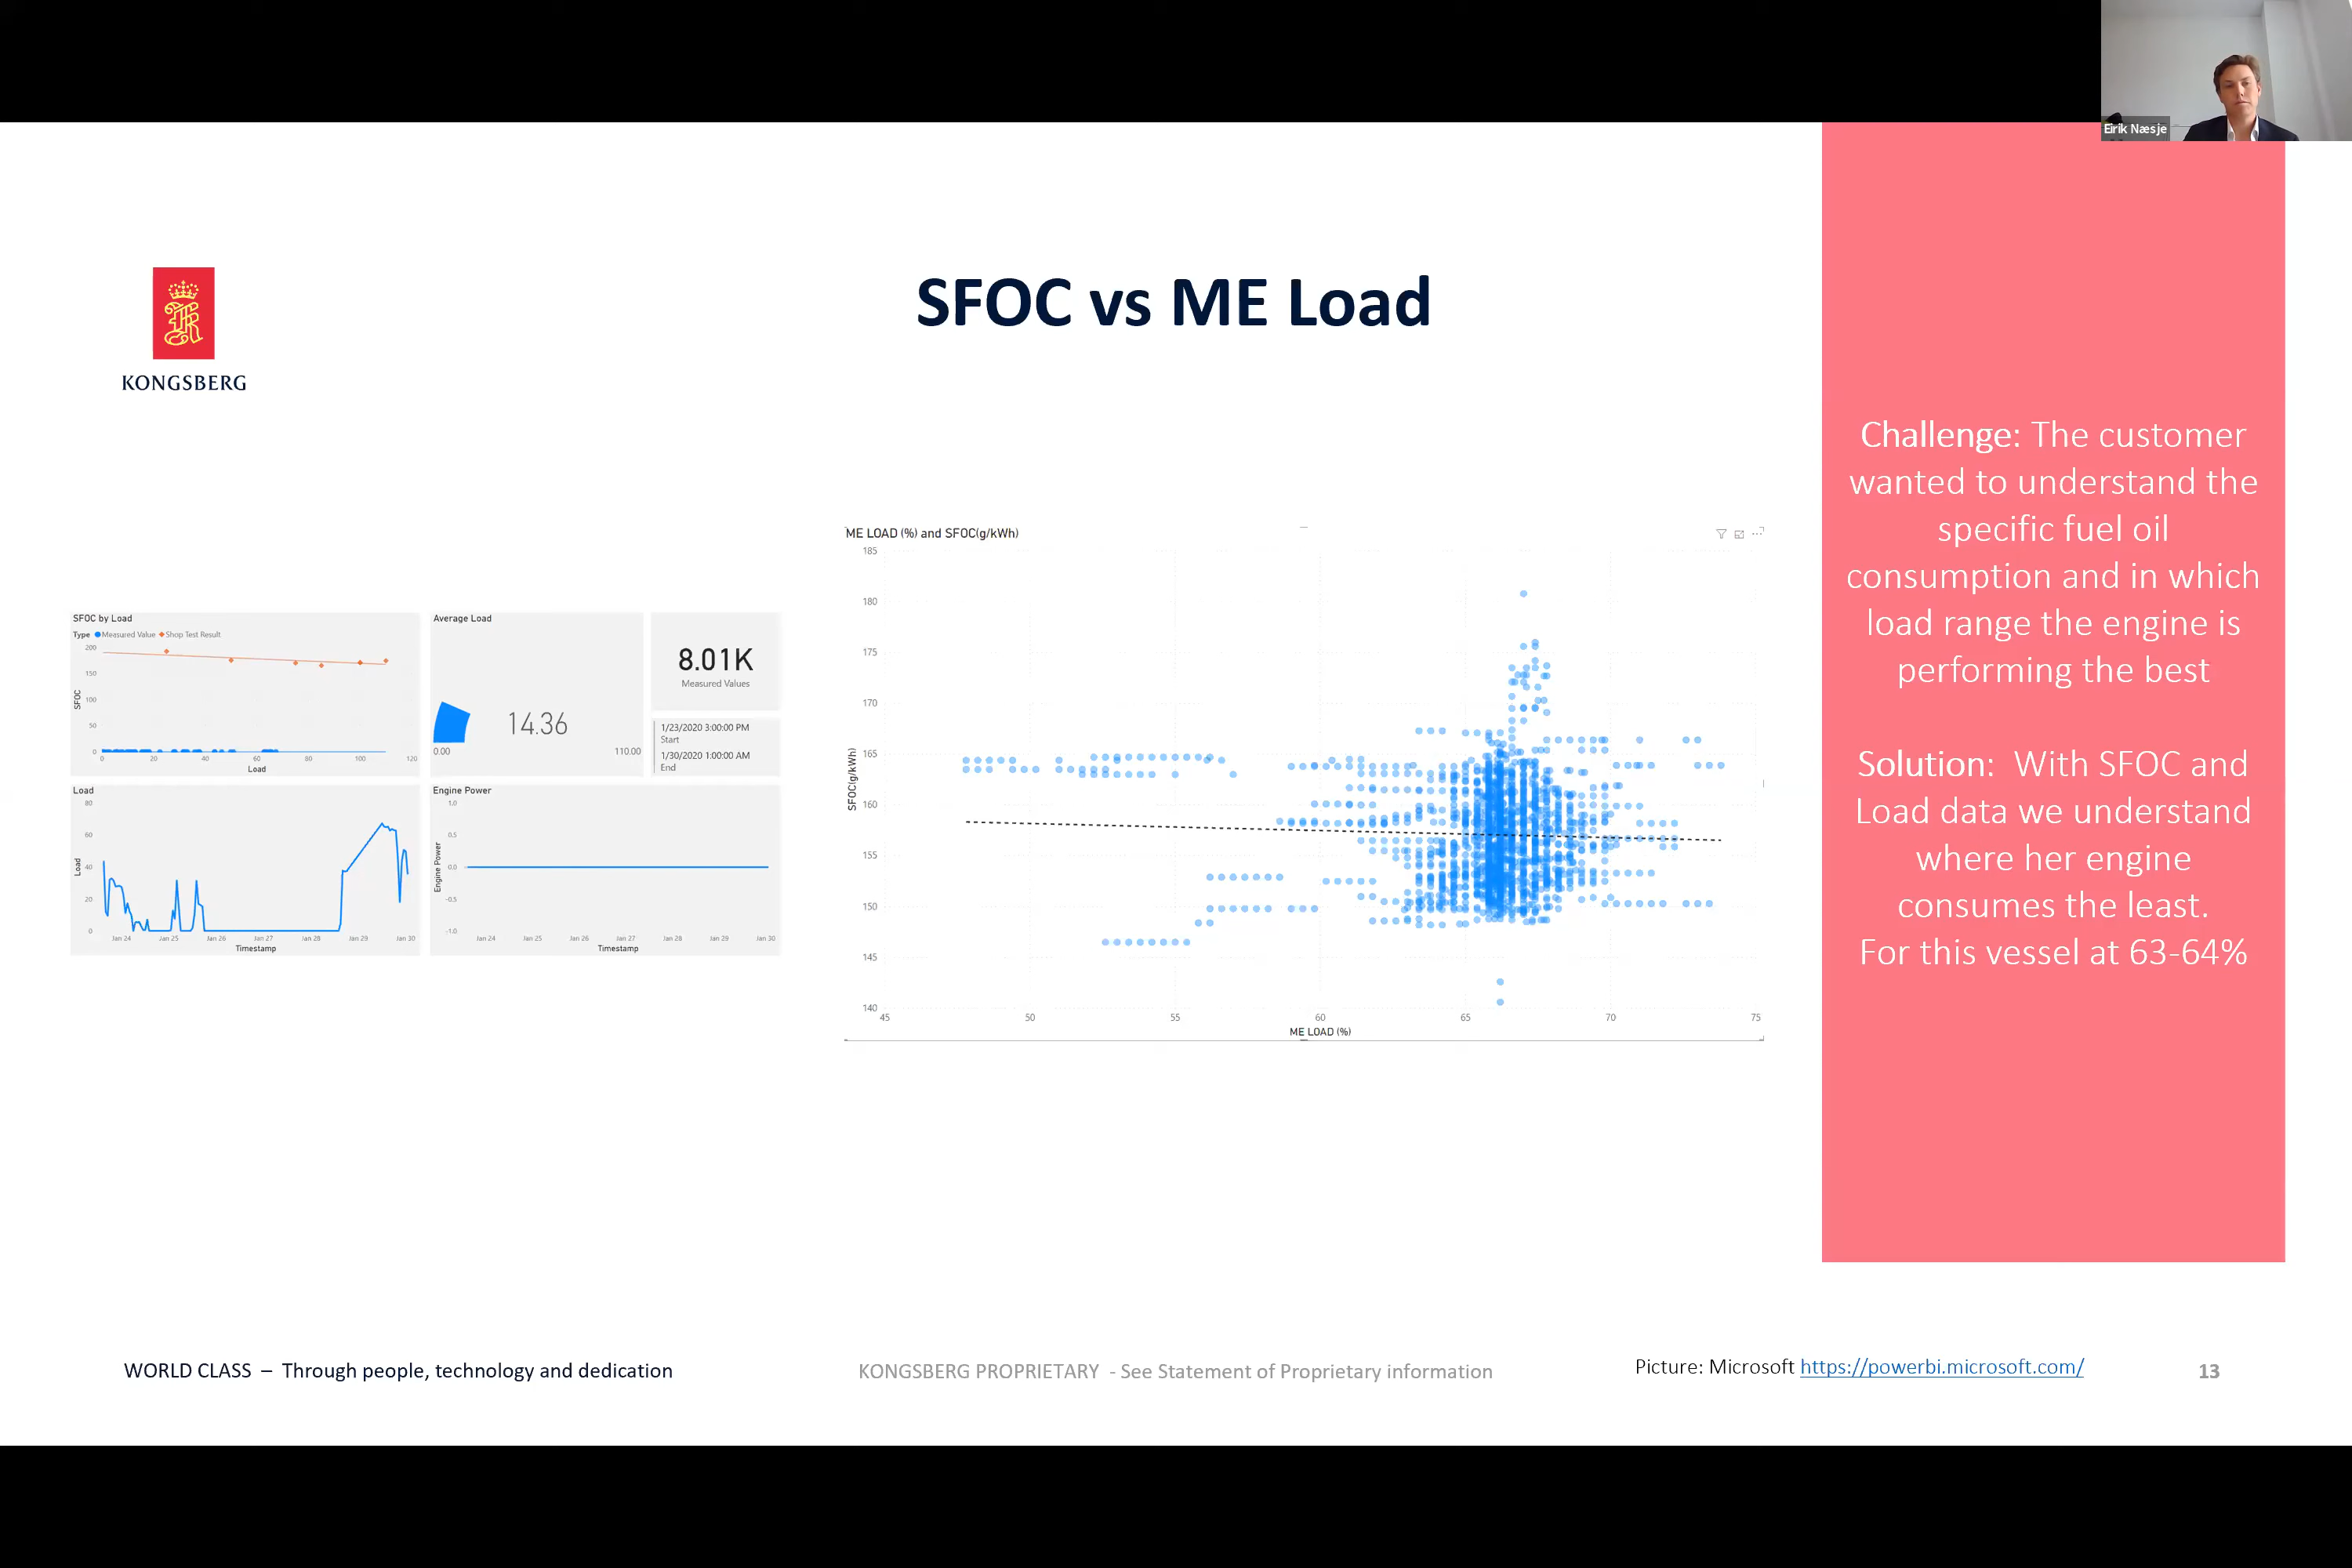 Eirik Næsje
SFOC vs ME Load
KONGSBERG
Challenge: The customer
wanted to understand the
specific fuel oil
consumption and in which
load range the engine is
performing the best
Solution:  With SFOC and
Load data we understand
where her engine
consumes the least.
For this vessel at 63-64%
SFOC by Load
Type Measured Value Shop Test Result
200
150
100
50
0
SFOC
0 20 40 60 80 100 120
Load
Average Load
14.36
0.00 110.00
8.01K
Measured Values
1/23/2020 3:00:00 PM
Start
1/30/2020 1:00:00 AM
End
Load
80
60
40
20
0
Load
Jan 24 Jan 25 Jan 26 Jan 27 Jan 28 Jan 29 Jan 30
Timestamp
Engine Power
1.0
0.5
0.0
-0.5
-1.0
Engine Power
Jan 24 Jan 25 Jan 26 Jan 27 Jan 28 Jan 29 Jan 30
Timestamp
ME LOAD (%) and SFOC(g/kWh)
185
180
175
170
165
160
155
150
145
140
SFOC(g/kWh)
45 50 55 60 65 70 75
ME LOAD (%)
WORLD CLASS – Through people, technology and dedication
KONGSBERG PROPRIETARY - See Statement of Proprietary information
Picture: Microsoft https://powerbi.microsoft.com/
13